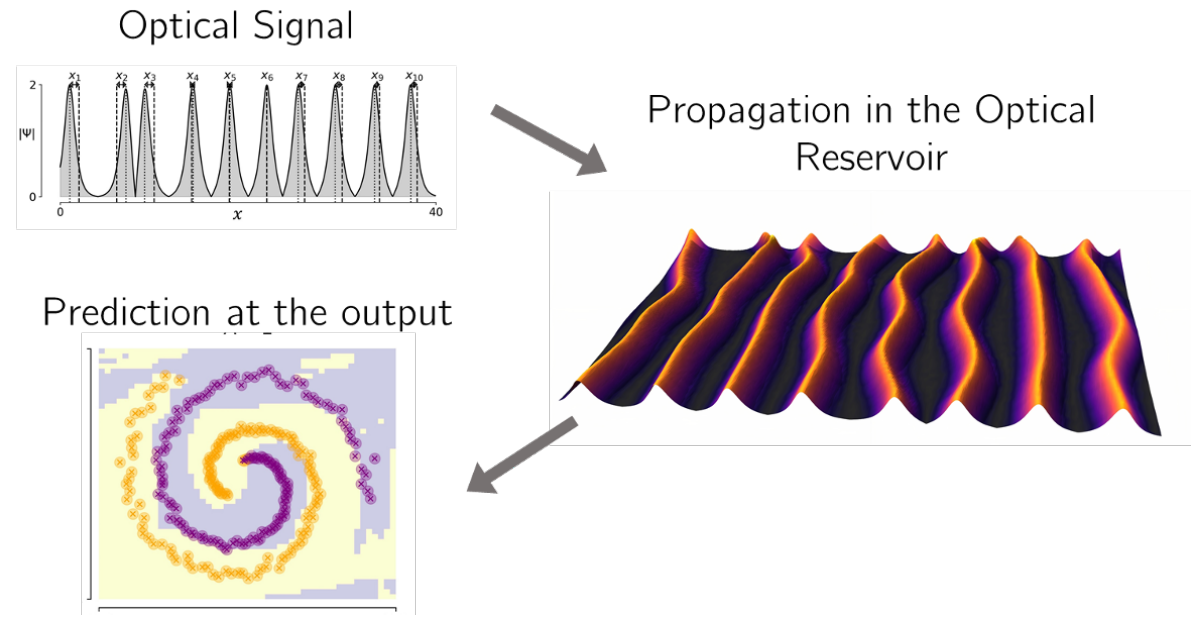 Optical Signal
x1 x2 x3 x4 x5 x6 x7 x8 x9 x10
2
|Ψ|
0
0 40
x
Propagation in the Optical
Reservoir
Prediction at the output